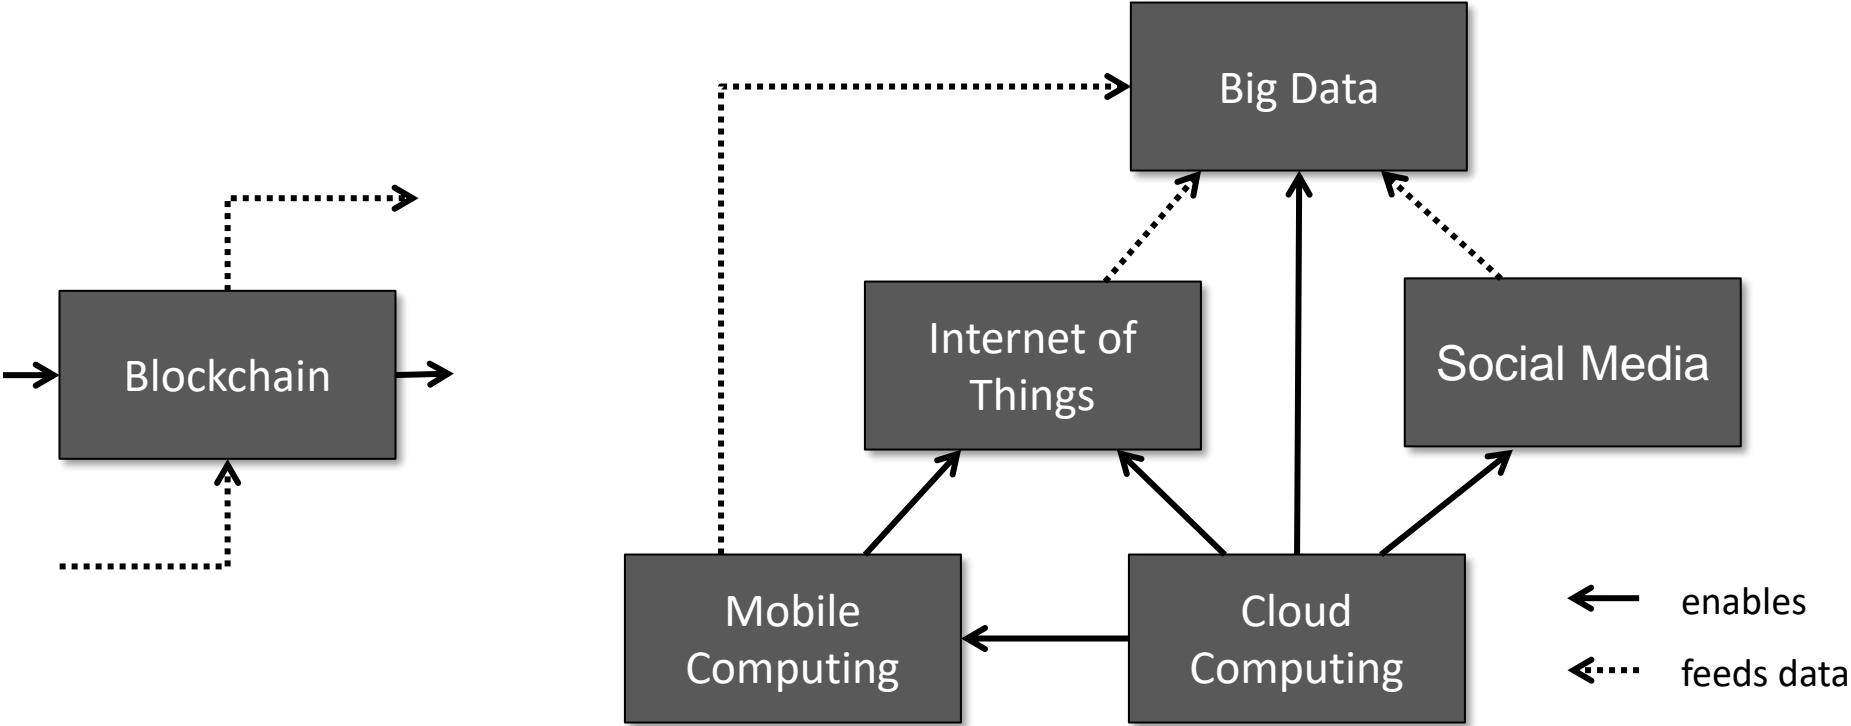 Big Data
Blockchain
Internet of
Things
Social Media
Mobile
Computing
Cloud
Computing
enables
feeds data